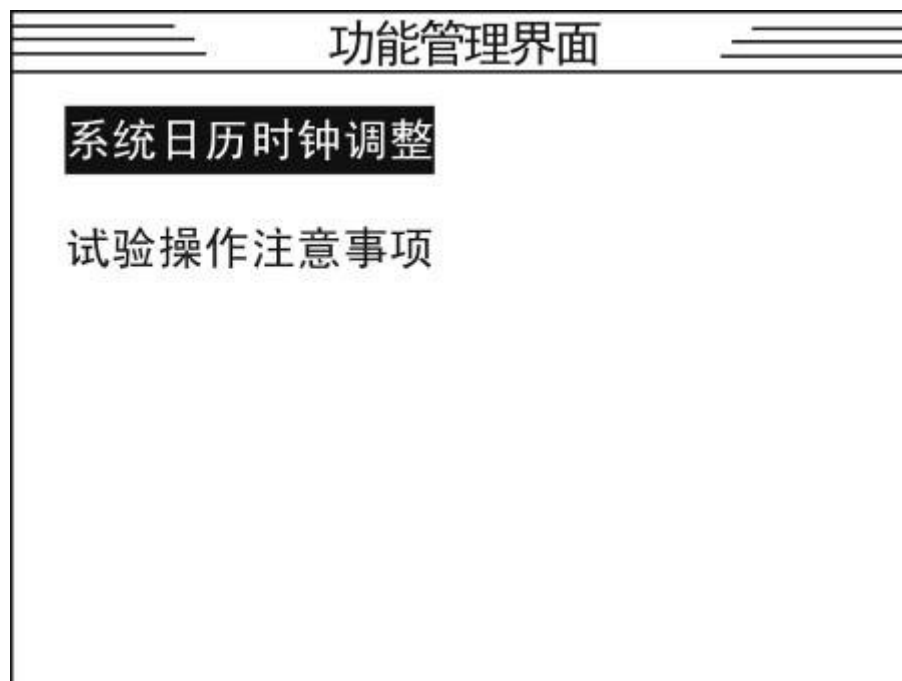 功能管理界面
系统日历时钟调整
试验操作注意事项